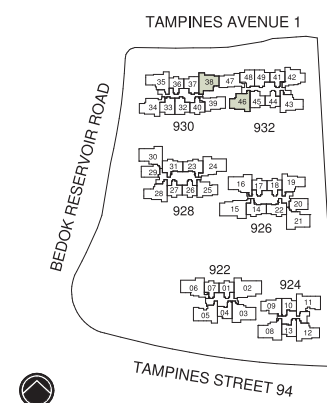 TAMPINES AVENUE 1
BEDOK RESERVOIR ROAD
35 36 37 38 47 48 49 41 42
34 33 32 40 39 46 45 44 43
930 932
30
31 23 24
29
28 27 26 25
928
16 17 18 19
20
15 14 22
21
926
922
06 07 01 02
05 04 03
924
09 10 11
08 13 12
TAMPINES STREET 94